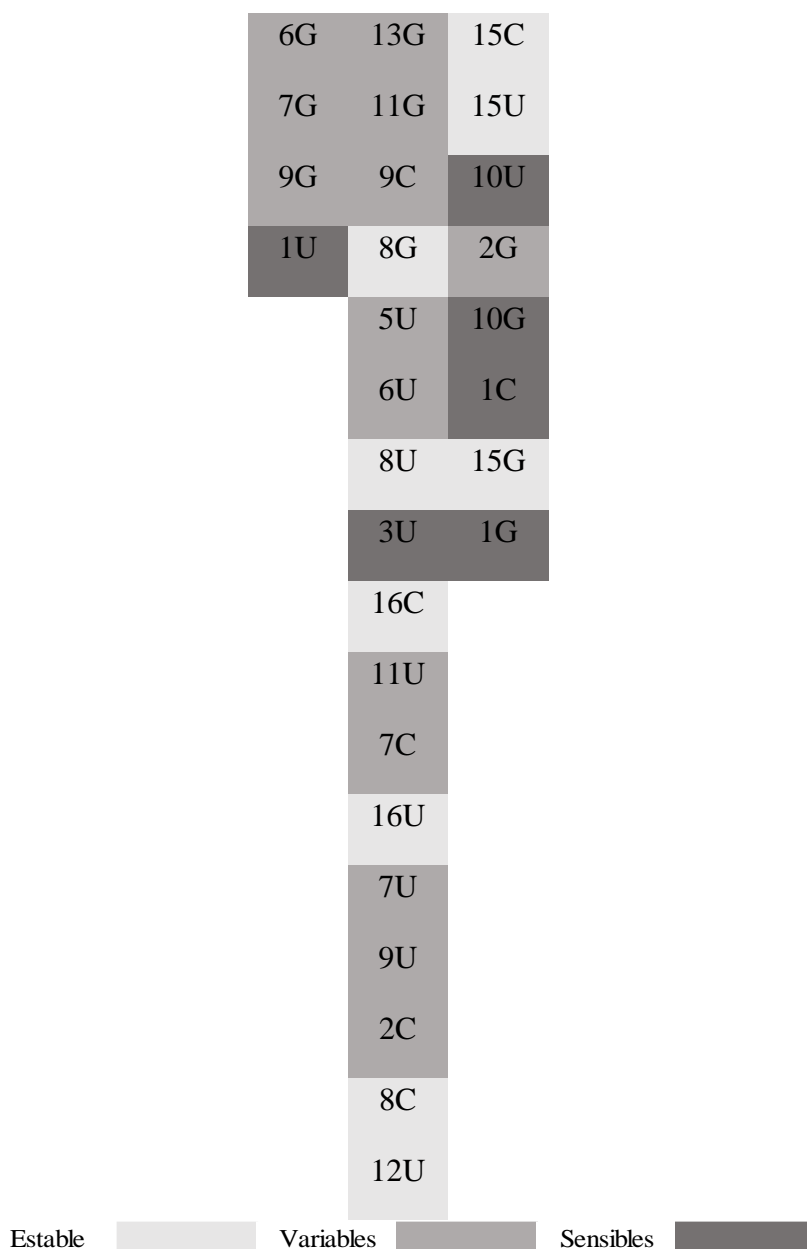 6G 13G 15C
7G 11G 15U
9G 9C 10U
1U 8G 2G
5U 10G
6U 1C
8U 15G
3U 1G
16C
11U
7C
16U
7U
9U
2C
8C
12U
Estable Variables Sensibles